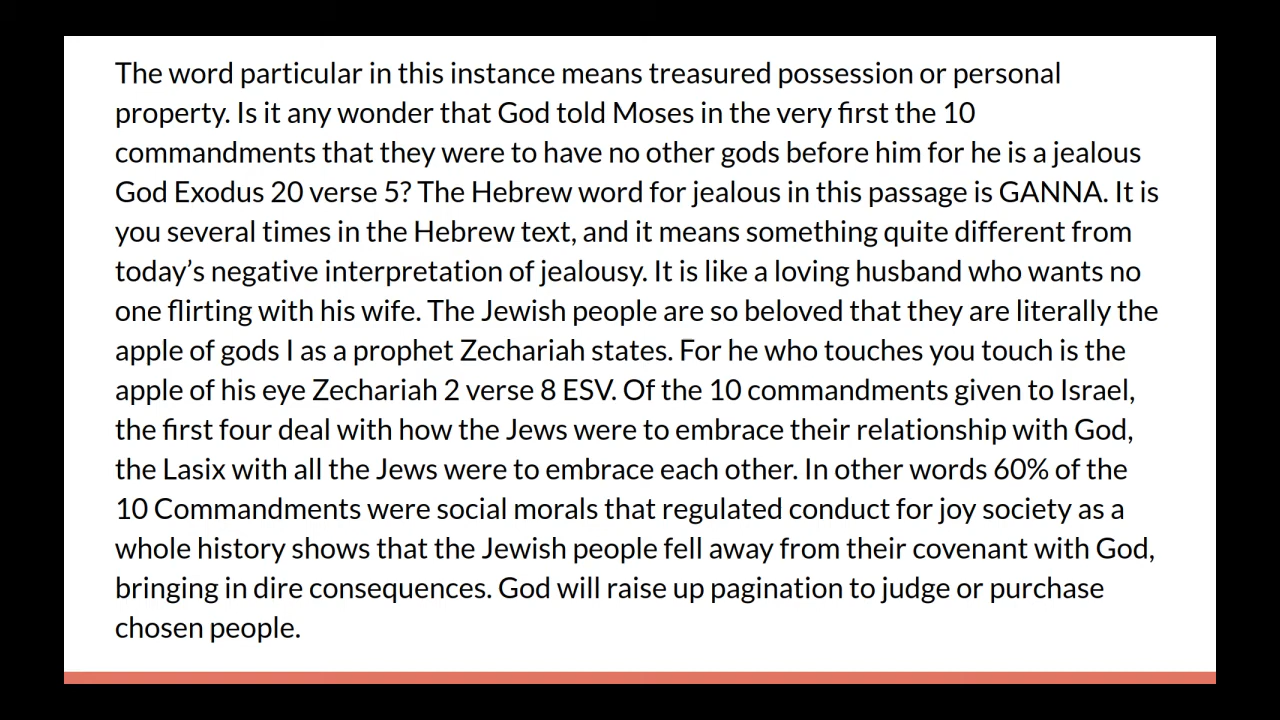 The word particular in this instance means treasured possession or personal
property. Is it any wonder that God told Moses in the very first the 10
commandments that they were to have no other gods before him for he is a jealous
God Exodus 20 verse 5? The Hebrew word for jealous in this passage is GANNA. It is
you several times in the Hebrew text, and it means something quite different from
today’s negative interpretation of jealousy. It is like a loving husband who wants no
one flirting with his wife. The Jewish people are so beloved that they are literally the
apple of gods I as a prophet Zechariah states. For he who touches you touch is the
apple of his eye Zechariah 2 verse 8 ESV. Of the 10 commandments given to Israel,
the first four deal with how the Jews were to embrace their relationship with God,
the Lasix with all the Jews were to embrace each other. In other words 60% of the
10 Commandments were social morals that regulated conduct for joy society as a
whole history shows that the Jewish people fell away from their covenant with God,
bringing in dire consequences. God will raise up pagination to judge or purchase
chosen people.